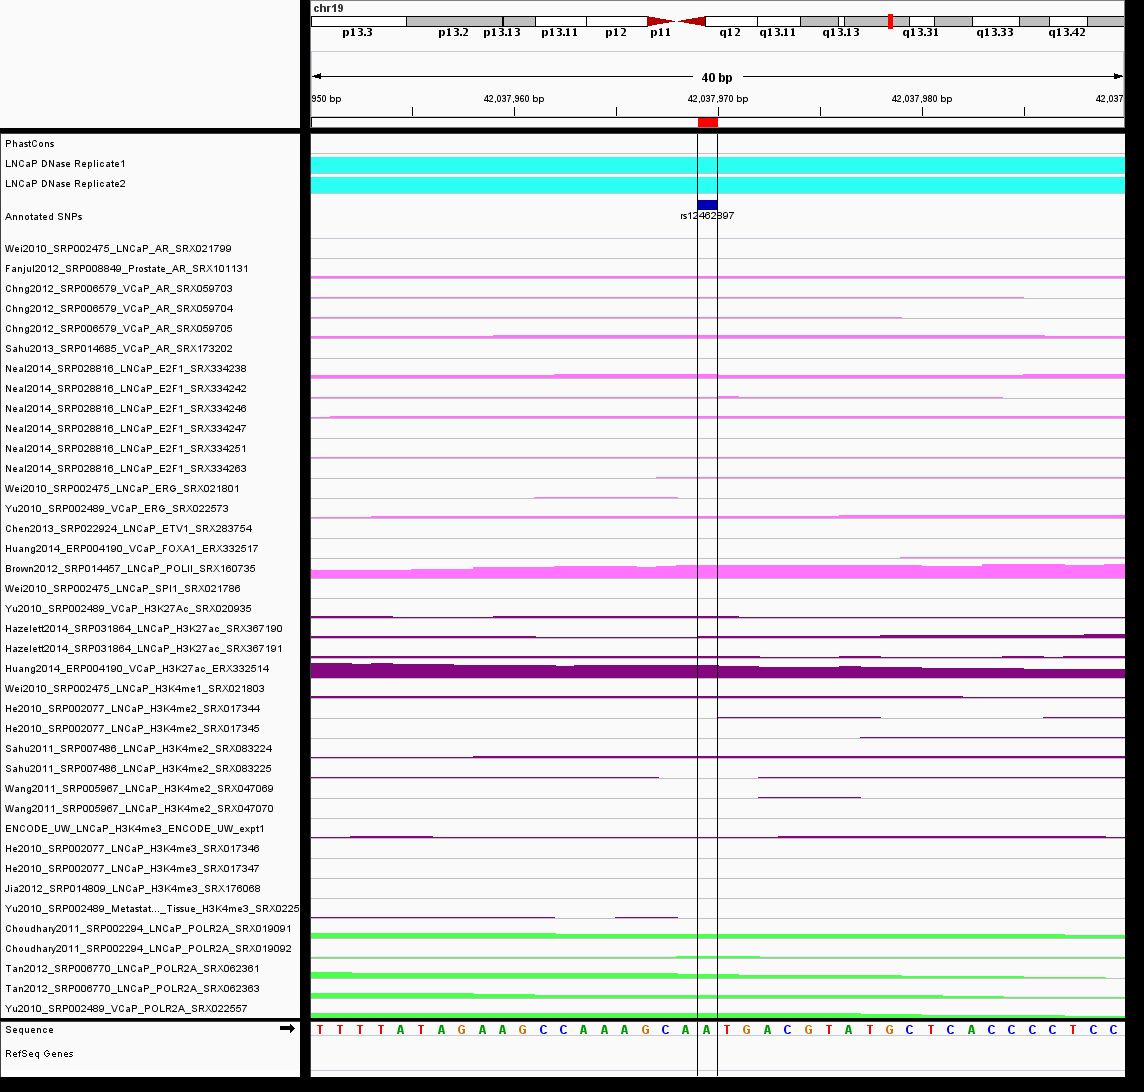 chr19
p13.3 p13.2 p13.13 p13.11 p12 p11 q12 q13.11 q13.13 q13.31 q13.33 q13.42
40 bp
950 bp 42,037,960 bp 42,037,970 bp 42,037,980 bp 42,037
PhastCons
LNCaP DNase Replicate1
LNCaP DNase Replicate2
Annotated SNPs
rs12462897
Wei2010_SRP002475_LNCaP_AR_SRX021799
Fanjul2012_SRP008849_Prostate_AR_SRX101131
Chng2012_SRP006579_VCaP_AR_SRX059703
Chng2012_SRP006579_VCaP_AR_SRX059704
Chng2012_SRP006579_VCaP_AR_SRX059705
Sahu2013_SRP014685_VCaP_AR_SRX173202
Neal2014_SRP028816_LNCaP_E2F1_SRX334238
Neal2014_SRP028816_LNCaP_E2F1_SRX334242
Neal2014_SRP028816_LNCaP_E2F1_SRX334246
Neal2014_SRP028816_LNCaP_E2F1_SRX334247
Neal2014_SRP028816_LNCaP_E2F1_SRX334251
Neal2014_SRP028816_LNCaP_E2F1_SRX334263
Wei2010_SRP002475_LNCaP_ERG_SRX021801
Yu2010_SRP002489_VCaP_ERG_SRX022573
Chen2013_SRP022924_LNCaP_ETV1_SRX283754
Huang2014_ERP004190_VCaP_FOXA1_ERX332517
Brown2012_SRP014457_LNCaP_POLII_SRX160735
Wei2010_SRP002475_LNCaP_SPI1_SRX021786
Yu2010_SRP002489_VCaP_H3K27Ac_SRX020935
Hazelett2014_SRP031864_LNCaP_H3K27ac_SRX367190
Hazelett2014_SRP031864_LNCaP_H3K27ac_SRX367191
Huang2014_ERP004190_VCaP_H3K27ac_ERX332514
Wei2010_SRP002475_LNCaP_H3K4me1_SRX021803
He2010_SRP002077_LNCaP_H3K4me2_SRX017344
He2010_SRP002077_LNCaP_H3K4me2_SRX017345
Sahu2011_SRP007486_LNCaP_H3K4me2_SRX083224
Sahu2011_SRP007486_LNCaP_H3K4me2_SRX083225
Wang2011_SRP005967_LNCaP_H3K4me2_SRX047069
Wang2011_SRP005967_LNCaP_H3K4me2_SRX047070
ENCODE_UW_LNCaP_H3K4me3_ENCODE_UW_expt1
He2010_SRP002077_LNCaP_H3K4me3_SRX017346
He2010_SRP002077_LNCaP_H3K4me3_SRX017347
Jia2012_SRP014809_LNCaP_H3K4me3_SRX176068
Yu2010_SRP002489_Metastat..._Tissue_H3K4me3_SRX0225
Choudhary2011_SRP002294_LNCaP_POLR2A_SRX019091
Choudhary2011_SRP002294_LNCaP_POLR2A_SRX019092
Tan2012_SRP006770_LNCaP_POLR2A_SRX062361
Tan2012_SRP006770_LNCaP_POLR2A_SRX062363
Yu2010_SRP002489_VCaP_POLR2A_SRX022557
Sequence T T T T A T A G A A G C C A A A G C A A T G A C G T A T G C T C A C C C C T C C
RefSeq Genes